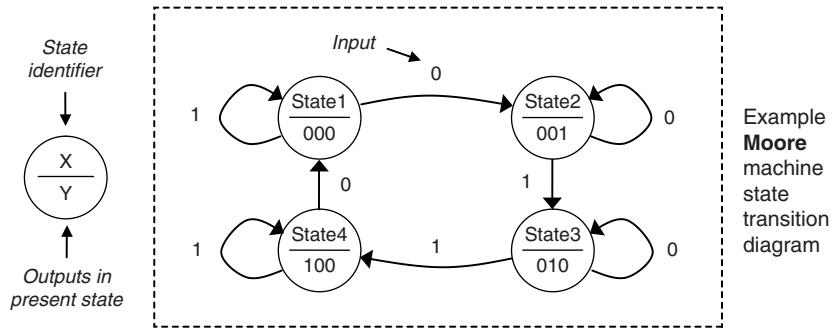 State
identifier
X
Y
Outputs in
present state
Input
0
1
State1
000
State2
001
0
1
0
State4
100
1
1
State3
010
0
Example
Moore
machine
state
transition
diagram